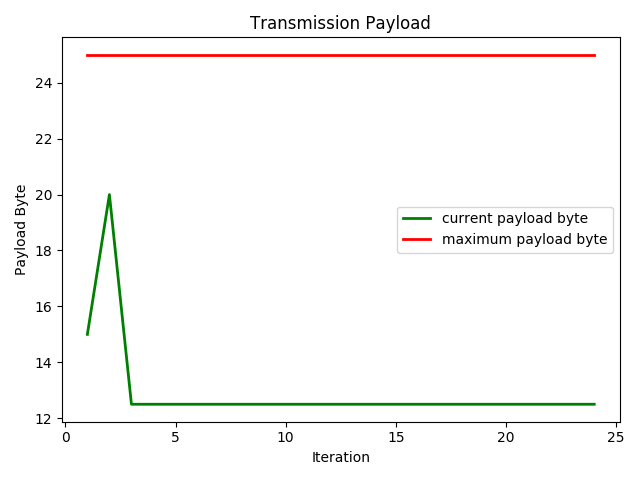 Transmission Payload
Payload Byte
24
22
20
18
16
14
12
current payload byte
maximum payload byte
0
5
10
15
20
25
Iteration